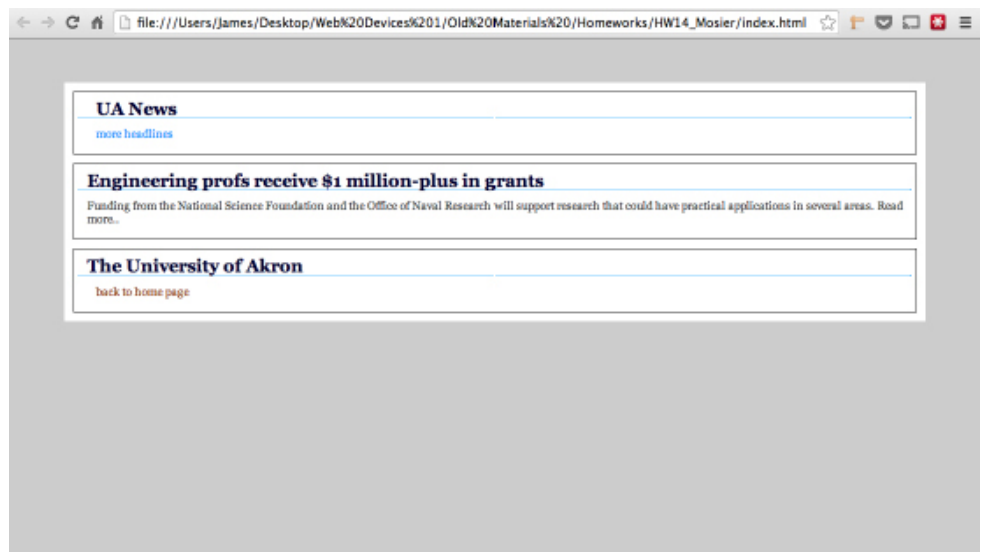 file:///Users/James/Desktop/Web%20Devices%201/Old%20Materials%20/Homeworks/HW14_Mosier/index.html
UA News
more headlines
Engineering profs receive $1 million-plus in grants
Funding from the National Science Foundation and the Office of Naval Research will support research that could have practical applications in several areas. Read
more..
The University of Akron
back to home page